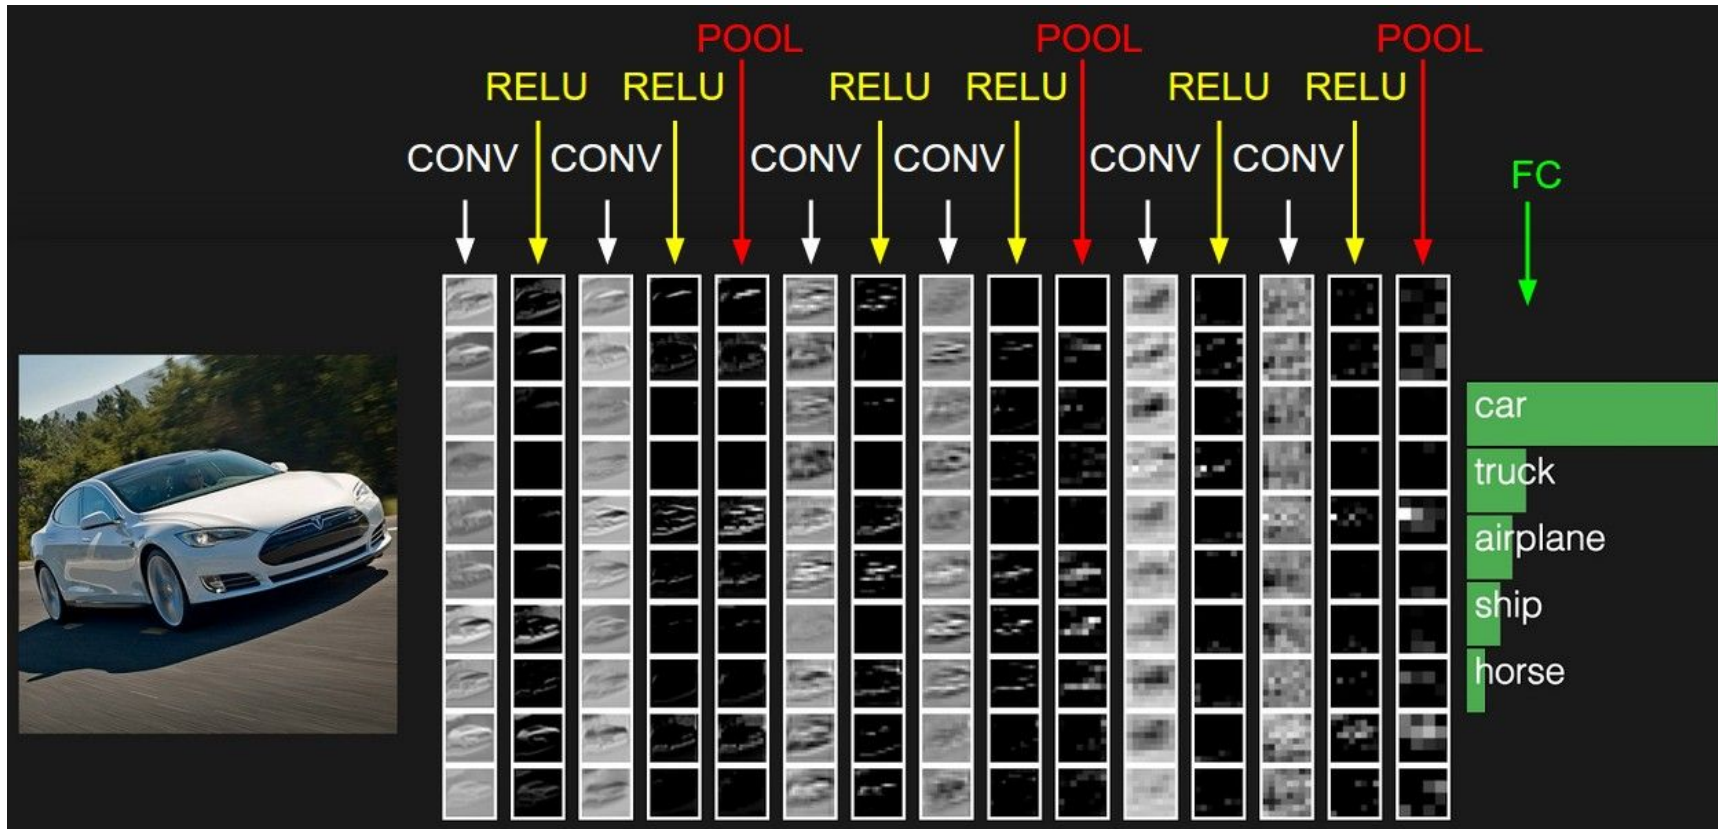 POOL POOL POOL
RELU RELU RELU RELU RELU RELU
CONV CONV CONV CONV CONV CONV
FC
car
truck
airplane
ship
horse